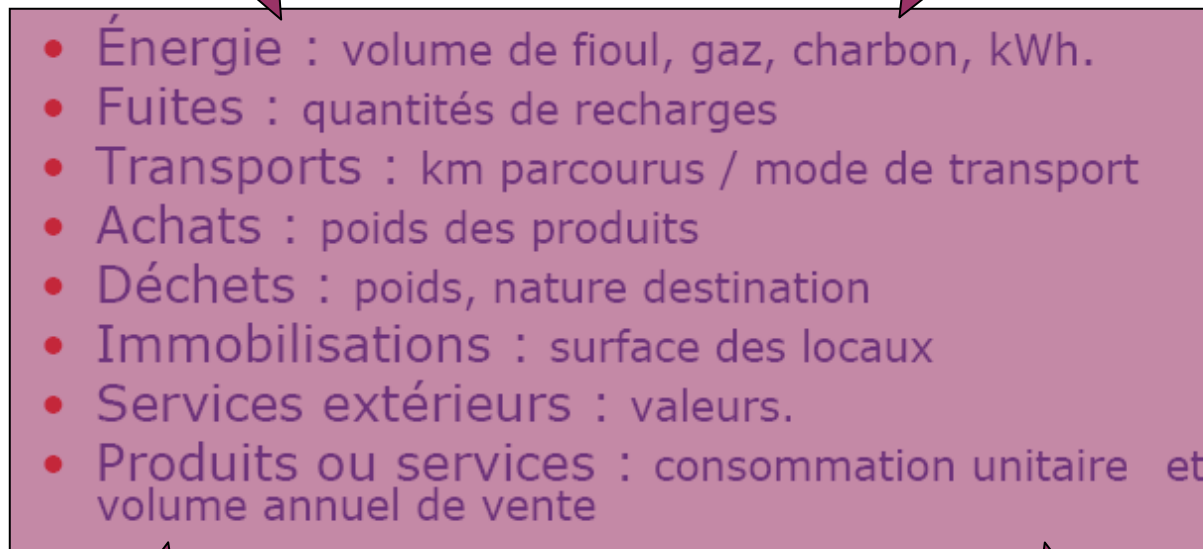 • Énergie : volume de fioul, gaz, charbon, kWh.
• Fuites : quantités de recharges
• Transports : km parcourus / mode de transport
• Achats : poids des produits
• Déchets : poids, nature destination
• Immobilisations : surface des locaux
• Services extérieurs : valeurs.
• Produits ou services : consommation unitaire et
volume annuel de vente